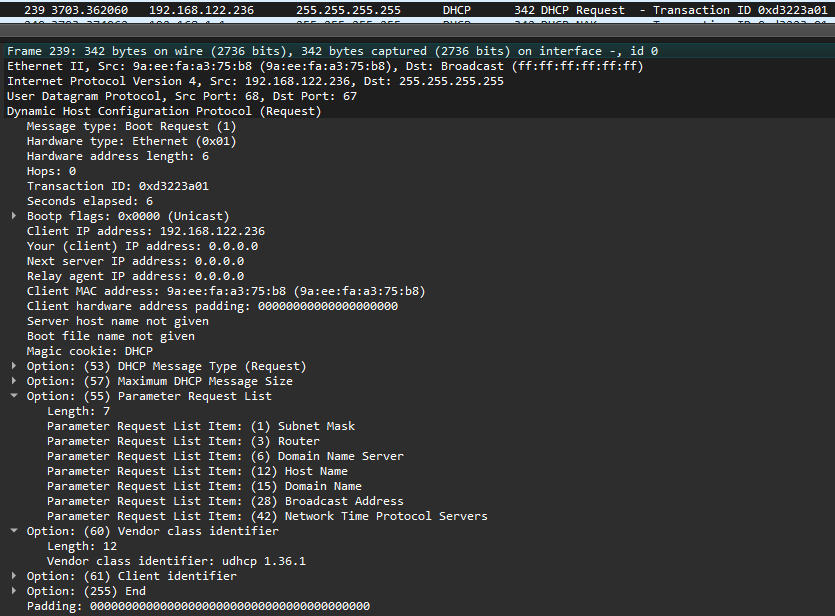 239 3703.362060 192.168.122.236 255.255.255.255 DHCP 342 DHCP Request - Transaction ID 0xd3223a01
Frame 239: 342 bytes on wire (2736 bits), 342 bytes captured (2736 bits) on interface -, id 0
Ethernet II, Src: 9a:ee:fa:a3:75:b8 (9a:ee:fa:a3:75:b8), Dst: Broadcast (ff:ff:ff:ff:ff:ff)
Internet Protocol Version 4, Src: 192.168.122.236, Dst: 255.255.255.255
User Datagram Protocol, Src Port: 68, Dst Port: 67
Dynamic Host Configuration Protocol (Request)
Message type: Boot Request (1)
Hardware type: Ethernet (0x01)
Hardware address length: 6
Hops: 0
Transaction ID: 0xd3223a01
Seconds elapsed: 6
Bootp flags: 0x0000 (Unicast)
Client IP address: 192.168.122.236
Your (client) IP address: 0.0.0.0
Next server IP address: 0.0.0.0
Relay agent IP address: 0.0.0.0
Client MAC address: 9a:ee:fa:a3:75:b8 (9a:ee:fa:a3:75:b8)
Client hardware address padding: 00000000000000000000
Server host name not given
Boot file name not given
Magic cookie: DHCP
Option: (53) DHCP Message Type (Request)
Option: (57) Maximum DHCP Message Size
Option: (55) Parameter Request List
Length: 7
Parameter Request List Item: (1) Subnet Mask
Parameter Request List Item: (3) Router
Parameter Request List Item: (6) Domain Name Server
Parameter Request List Item: (12) Host Name
Parameter Request List Item: (15) Domain Name
Parameter Request List Item: (28) Broadcast Address
Parameter Request List Item: (42) Network Time Protocol Servers
Option: (60) Vendor class identifier
Length: 12
Vendor class identifier: udhcp 1.36.1
Option: (61) Client identifier
Option: (255) End
Padding: 0000000000000000000000000000000000000000